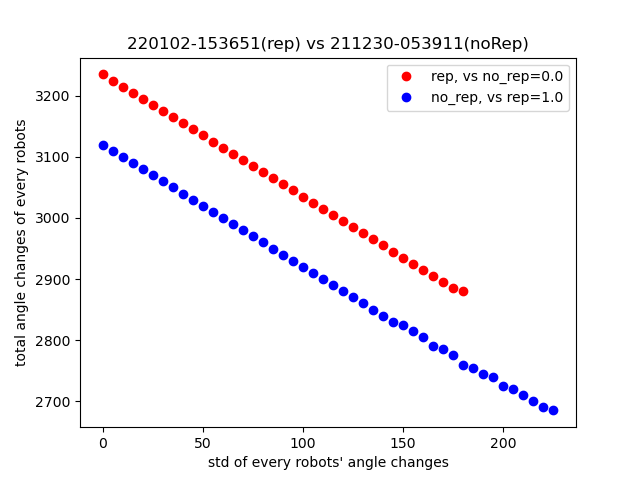 220102-153651(rep) vs 211230-053911(noRep)
rep, vs no_rep=0.0
no_rep, vs rep=1.0
total angle changes of every robots
3200
3100
3000
2900
2800
2700
0 50 100 150 200
std of every robots' angle changes